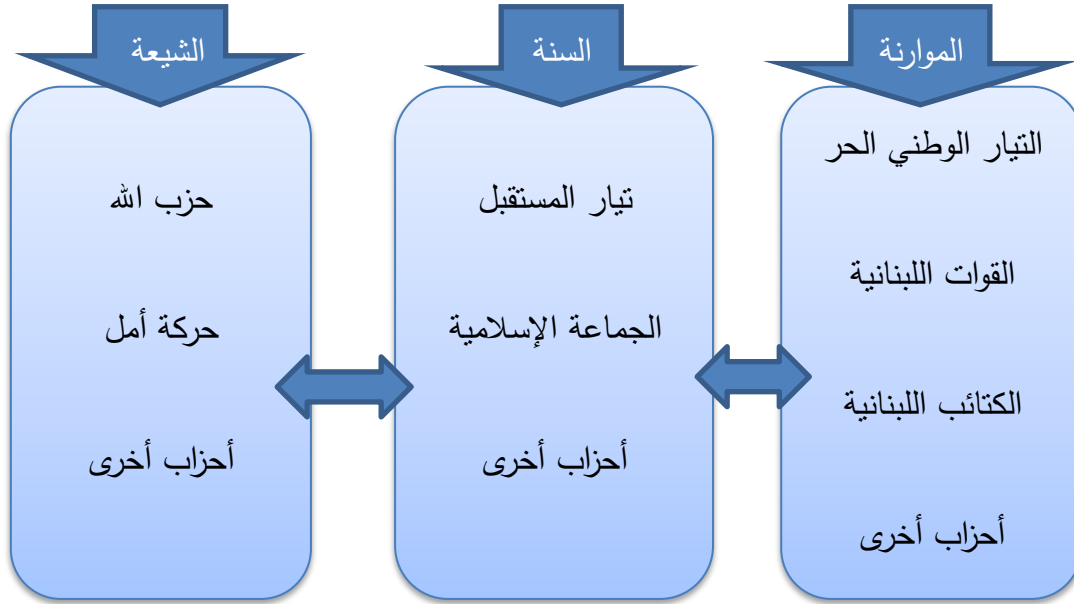 الموارنة
التيار الوطني الحر
القوات اللبنانية
الكتائب اللبنانية
أحزاب أخرى
السنة
تيار المستقبل
الجماعة الإسلامية
أحزاب أخرى
الشيعة
حزب الله
حركة أمل
أحزاب أخرى